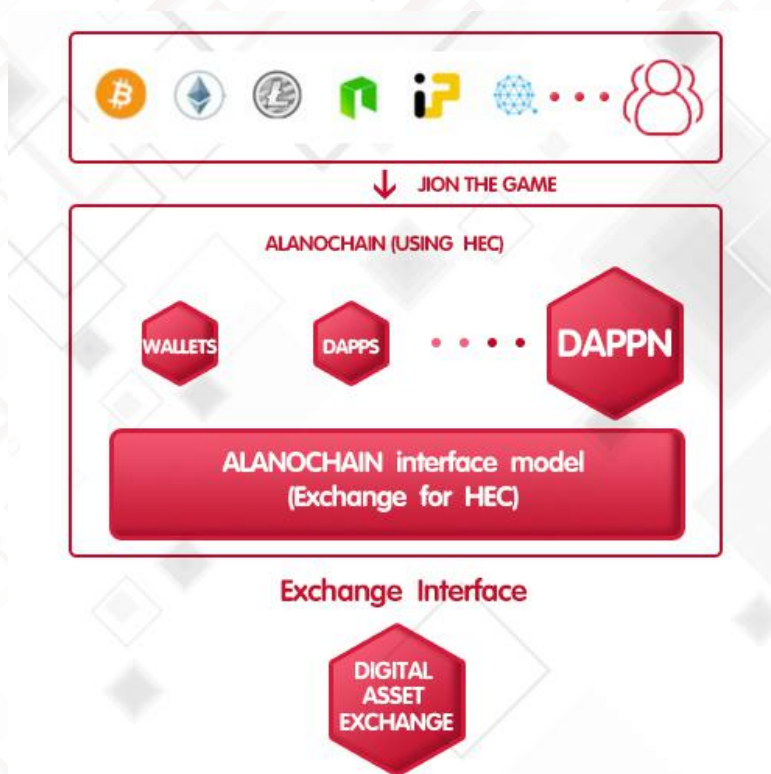 JION THE GAME
ALANOCHAIN (USING HEC)
WALLETS
DAPPS
DAPPN
ALANOCHAIN interface model
(Exchange for HEC)
Exchange Interface
DIGITAL
ASSET
EXCHANGE